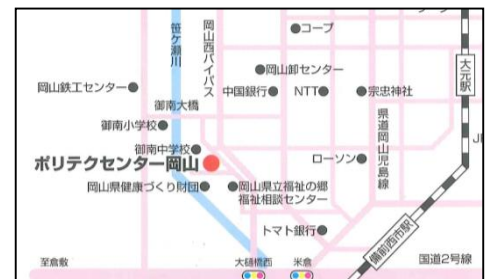 コープ
笹ケ瀬川
岡山西バイパス
岡山卸センター
大元駅
岡山鉄工センター
中国銀行
NTT
宗忠神社
御南大橋
御南小学校
県道岡山児島線
御南中学校
ポリテクセンター岡山
ローソン
岡山県健康づくり財団
岡山県立福祉の郷
福祉相談センター
トマト銀行
備前西市駅
至倉敷
大樋橋西
米倉
国道2号線